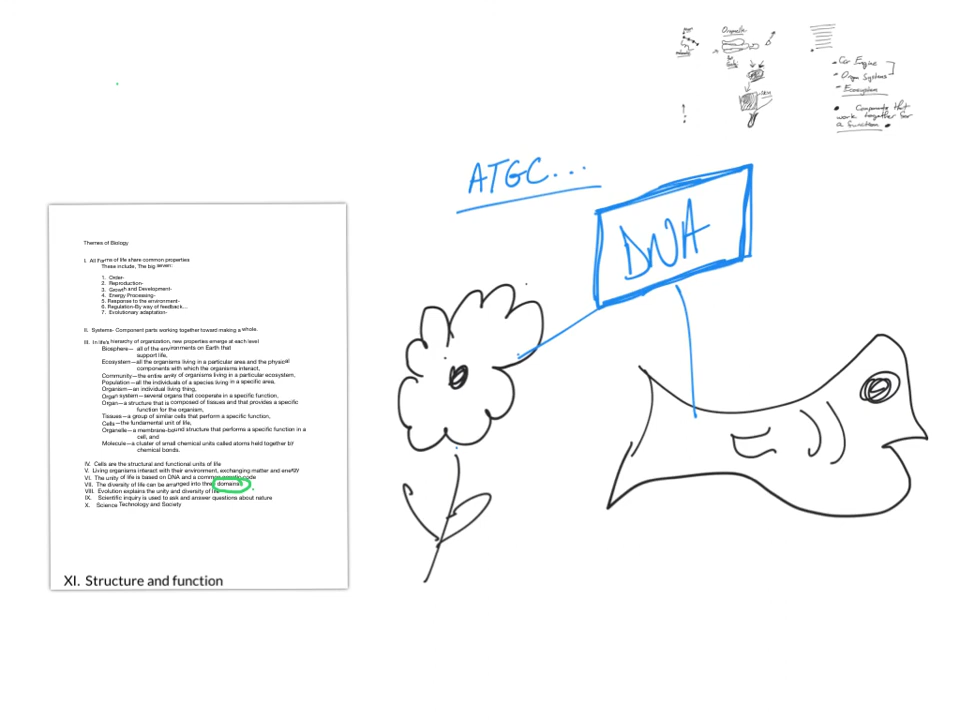 Organelle
- Car Engine
- Organ Systems
- Ecosystem
• Components that
work together for
a function •
ATGC...
DNA
Themes of Biology
I. All Forms of life share common properties
These include, The big seven:
1. Order-
2. Reproduction-
3. Growth and Development-
4. Energy Processing-
5. Response to the environment-
6. Regulation-By way of feedback...
7. Evolutionary adaptation-
II. Systems- Component parts working together toward making a whole.
III. In life's hierarchy of organization, new properties emerge at each level
Biosphere— all of the environments on Earth that
support life,
Ecosystem—all the organisms living in a particular area and the physical
components with which the organisms interact,
Community—the entire array of organisms living in a particular ecosystem,
Population—all the individuals of a species living in a specific area,
Organism—an individual living thing,
Organ system—several organs that cooperate in a specific function,
Organ—a structure that is composed of tissues and that provides a specific
function for the organism,
Tissues—a group of similar cells that perform a specific function,
Cells—the fundamental unit of life,
Organelle—a membrane-bound structure that performs a specific function in a
cell, and
Molecule—a cluster of small chemical units called atoms held together by
chemical bonds.
IV. Cells are the structural and functional units of life
V. Living organisms interact with their environment, exchanging matter and energy
VI. The unity of life is based on DNA and a common code
VII. The diversity of life can be arranged into three domains
VIII. Evolution explains the unity and diversity of life
IX. Scientific inquiry is used to ask and answer questions about nature
X. Science Technology and Society
XI. Structure and function